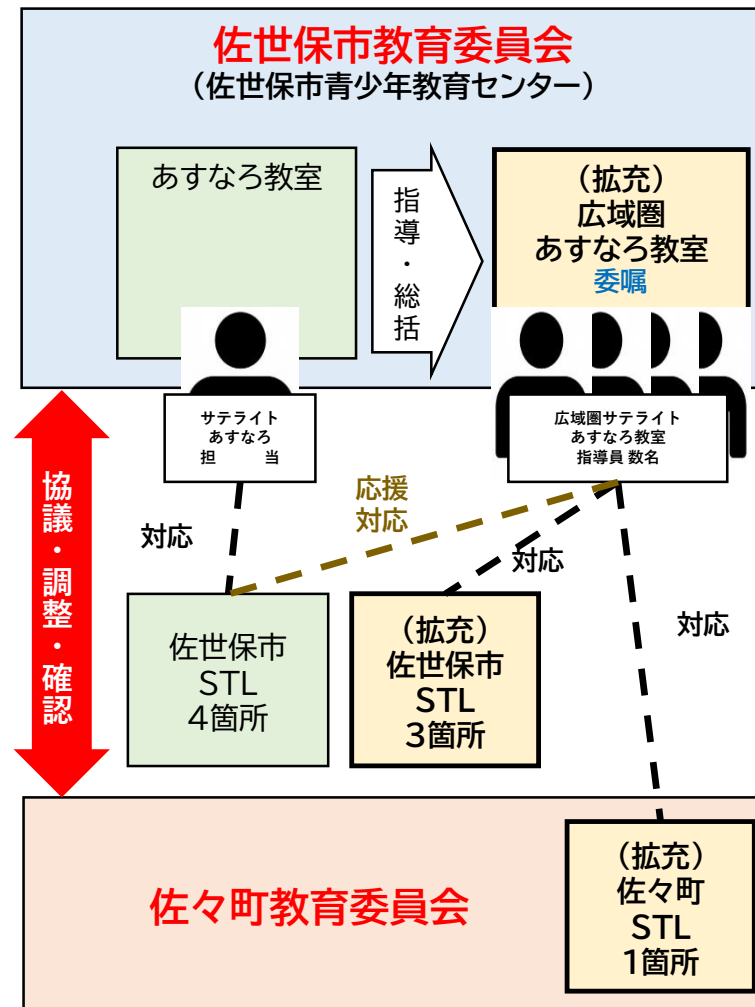 佐世保市教育委員会
（佐世保市青少年教育センター）
あすなろ教室
指導・総括
（拡充）
広域圏
あすなろ教室
委嘱
サテライト
あすなろ
担　　当
広域圏サテライト
あすなろ教室
指導員 数名
協議・調整・確認
対応
応援
対応
対応
対応
佐世保市
STL
4箇所
（拡充）
佐世保市
STL
3箇所
佐々町教育委員会
（拡充）
佐々町
STL
1箇所